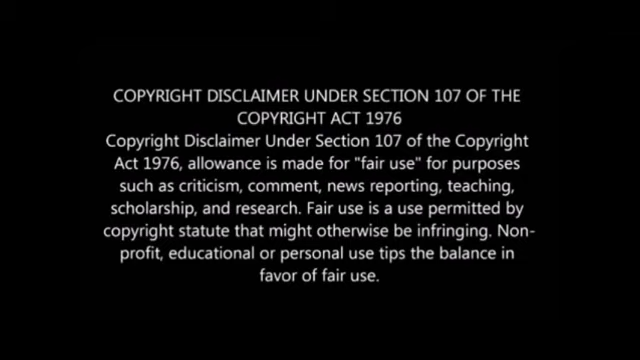 COPYRIGHT DISCLAIMER UNDER SECTION 107 OF THE
COPYRIGHT ACT 1976
Copyright Disclaimer Under Section 107 of the Copyright
Act 1976, allowance is made for "fair use" for purposes
such as criticism, comment, news reporting, teaching,
scholarship, and research. Fair use is a use permitted by
copyright statute that might otherwise be infringing. Non-
profit, educational or personal use tips the balance in
favor of fair use.